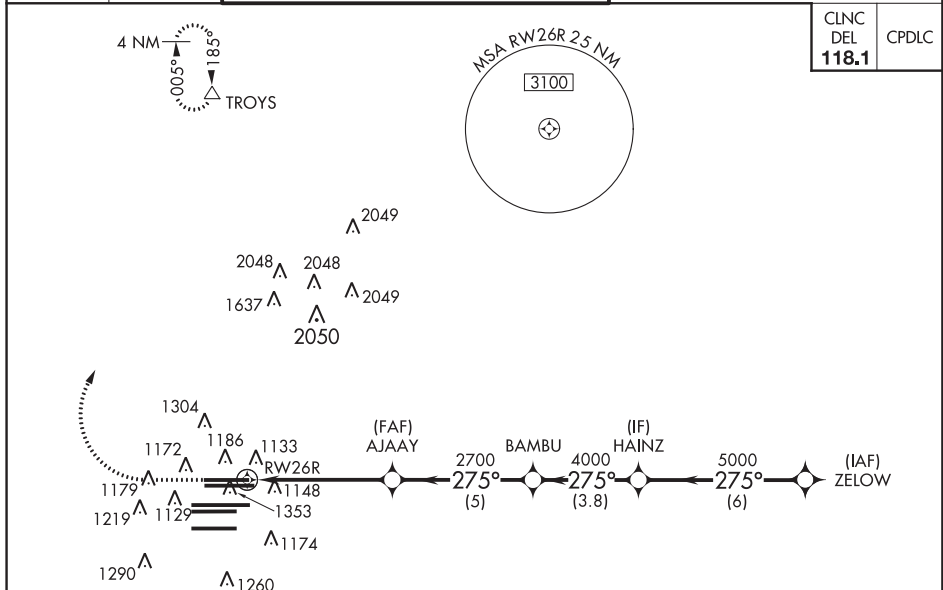 CLNC
DEL
118.1
CPDLC
4 NM
005°
185°
TROYS
MSA RW26R 25 NM
3100
2049
2048
2048
1637
2049
2050
1304
1172
1186
1133
RW26R
1179
1148
1219
1129
1353
1174
1290
1260
(FAF)
AJAAY
2700
275°
(5)
BAMBU
4000
275°
(3.8)
(IF)
HAINZ
5000
275°
(6)
(IAF)
ZELOW